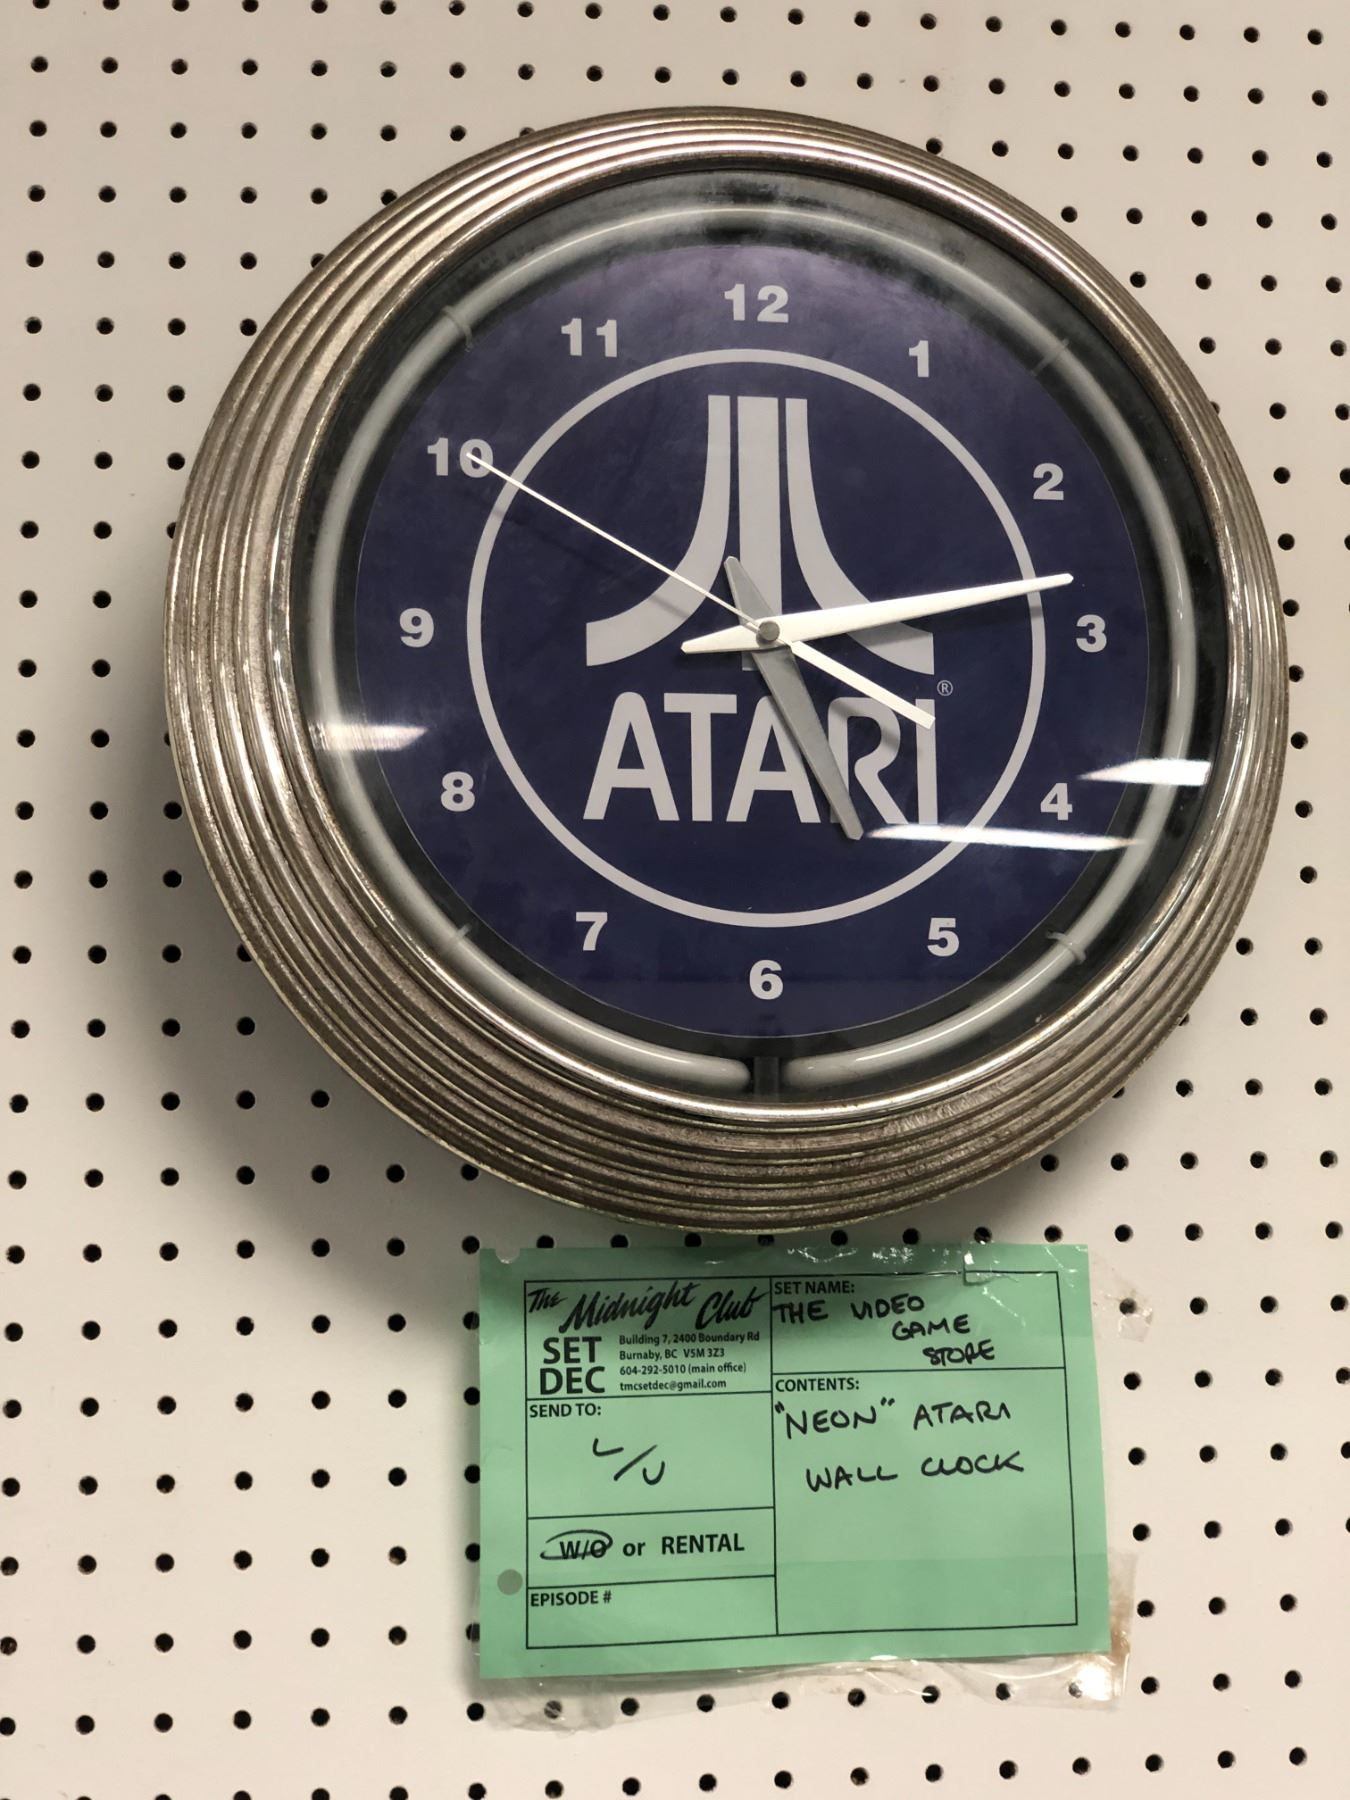 12
11
1
10
2
9
3
8
4
7
5
6
ATARI®
The Midnight Club
SET DEC
Building 7, 2400 Boundary Rd
Burnaby, BC V5M 3Z3
604-292-5010 (main office)
tmcsetdec@gmail.com
SET NAME:
THE VIDEO
GAME
STORE
SEND TO:
L/U
CONTENTS:
"NEON" ATARI
WALL CLOCK
W/O or RENTAL
EPISODE #